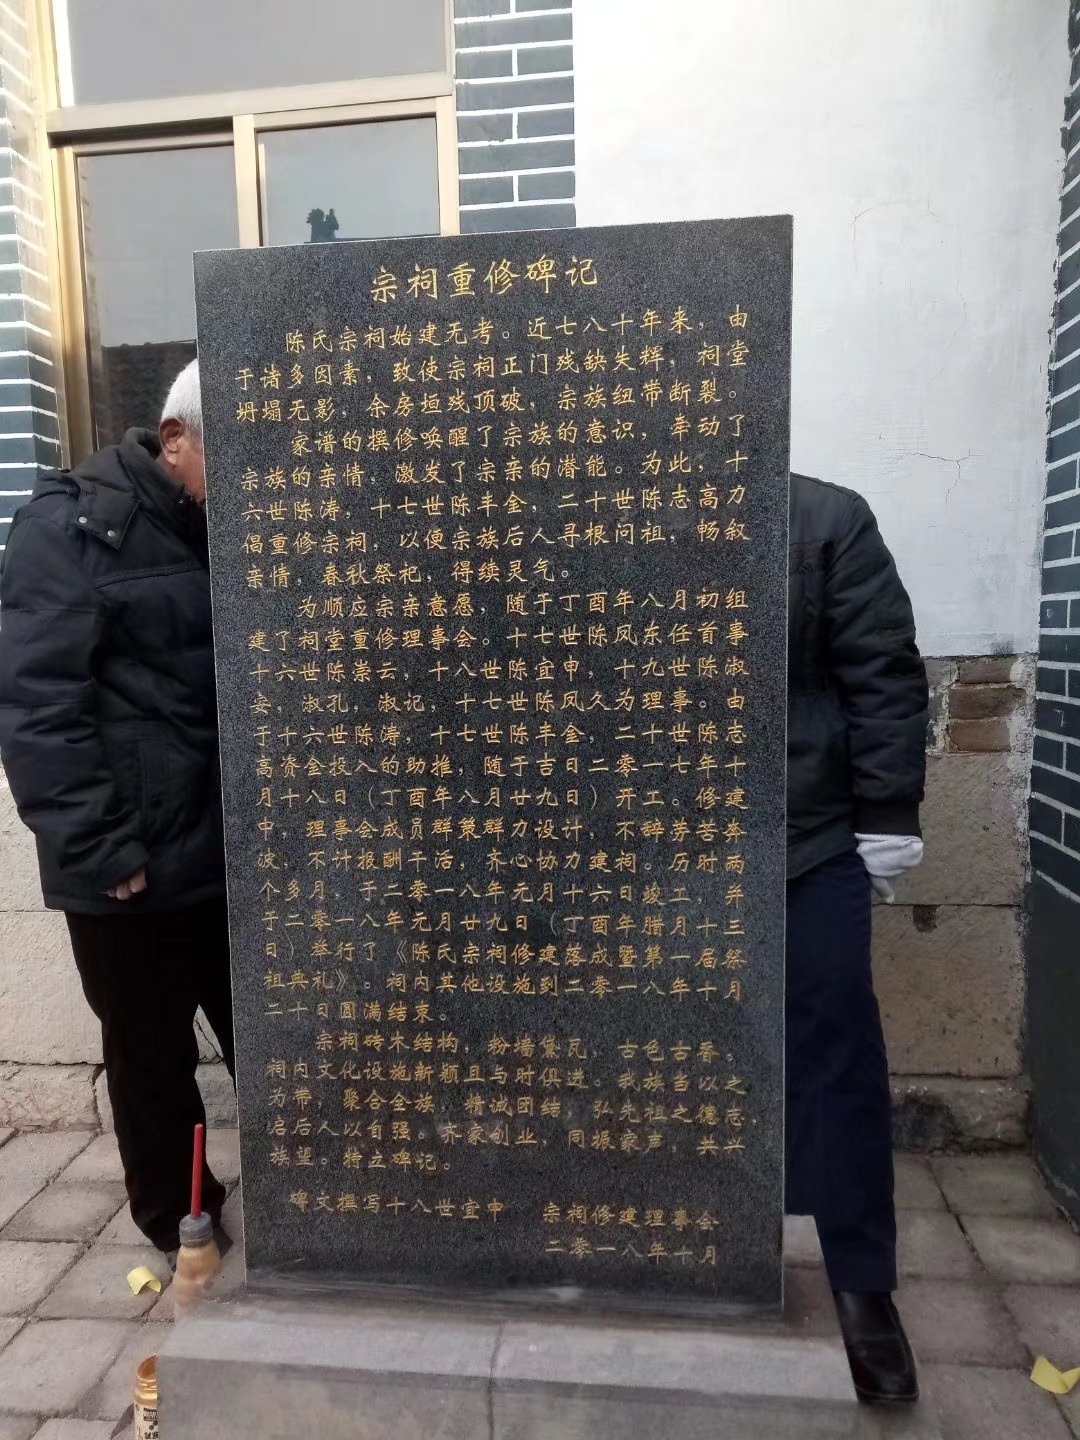 宗祠重修碑记
陈氏宗祠始建无考。近七八十年来，由
于诸多因素，致使宗祠正门残缺失辉，祠堂
坍塌无影，余房垣残顶破，宗族纽带断裂。
家谱的撰修唤醒了宗族的意识，牵动了
宗族的亲情，激发了宗亲的潜能。为此，十
六世陈涛，十七世陈丰金，二十世陈志高力
倡重修宗祠，以便宗族后人寻根问祖，畅叙
亲情，春秋祭祀，得续灵气。
为顺应宗亲意愿，随于丁酉年八月初组
建了祠堂重修理事会。十七世陈凤东任首事
十六世陈崇云，十八世陈宜申，十九世陈淑
安，淑孔，淑记，十七世陈凤久为理事。由
于十六世陈涛，十七世陈丰金，二十世陈志
高资金投入的助推，随于吉日二零一七年十
月十八日（丁酉年八月廿九日）开工。修建
中，理事会成员群策群力设计，不辞劳苦奔
波，不计报酬干活，齐心协力建祠。历时两
个多月，于二零一八年元月十六日竣工，并
于二零一八年元月廿九日（丁酉年腊月十三
日）举行了《陈氏宗祠修建落成暨第一届祭
祖典礼》。祠内其他设施到二零一八年十月
二十日圆满结束。
宗祠砖木结构，粉墙黛瓦，古色古香。
祠内文化设施新颖且与时俱进。我族当以之
为带，聚合全族，精诚团结，弘先祖之德志，
启后人以自强。齐家创业，同振家声，共兴
族望。特立碑记。
碑文撰写十八世宜申 宗祠修建理事会
二零一八年十月